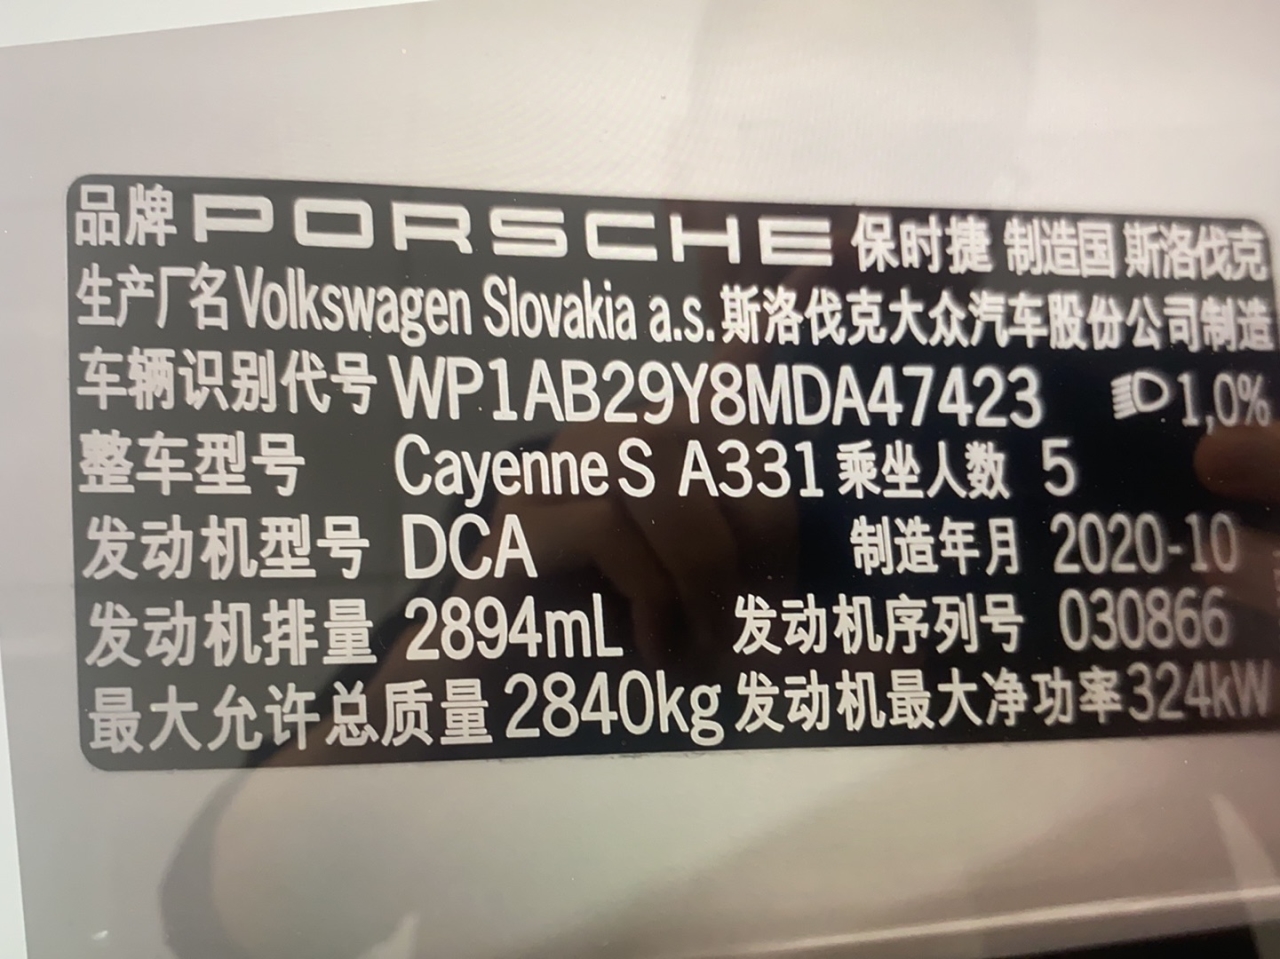 品牌 PORSCHE 保时捷 制造国 斯洛伐克
生产厂名 Volkswagen Slovakia a.s. 斯洛伐克大众汽车股份公司制造
车辆识别代号 WP1AB29Y8MDA47423 1,0%
整车型号 Cayenne S A331 乘坐人数 5
发动机型号 DCA 制造年月 2020-10
发动机排量 2894mL 发动机序列号 030866
最大允许总质量 2840kg 发动机最大净功率 324kW